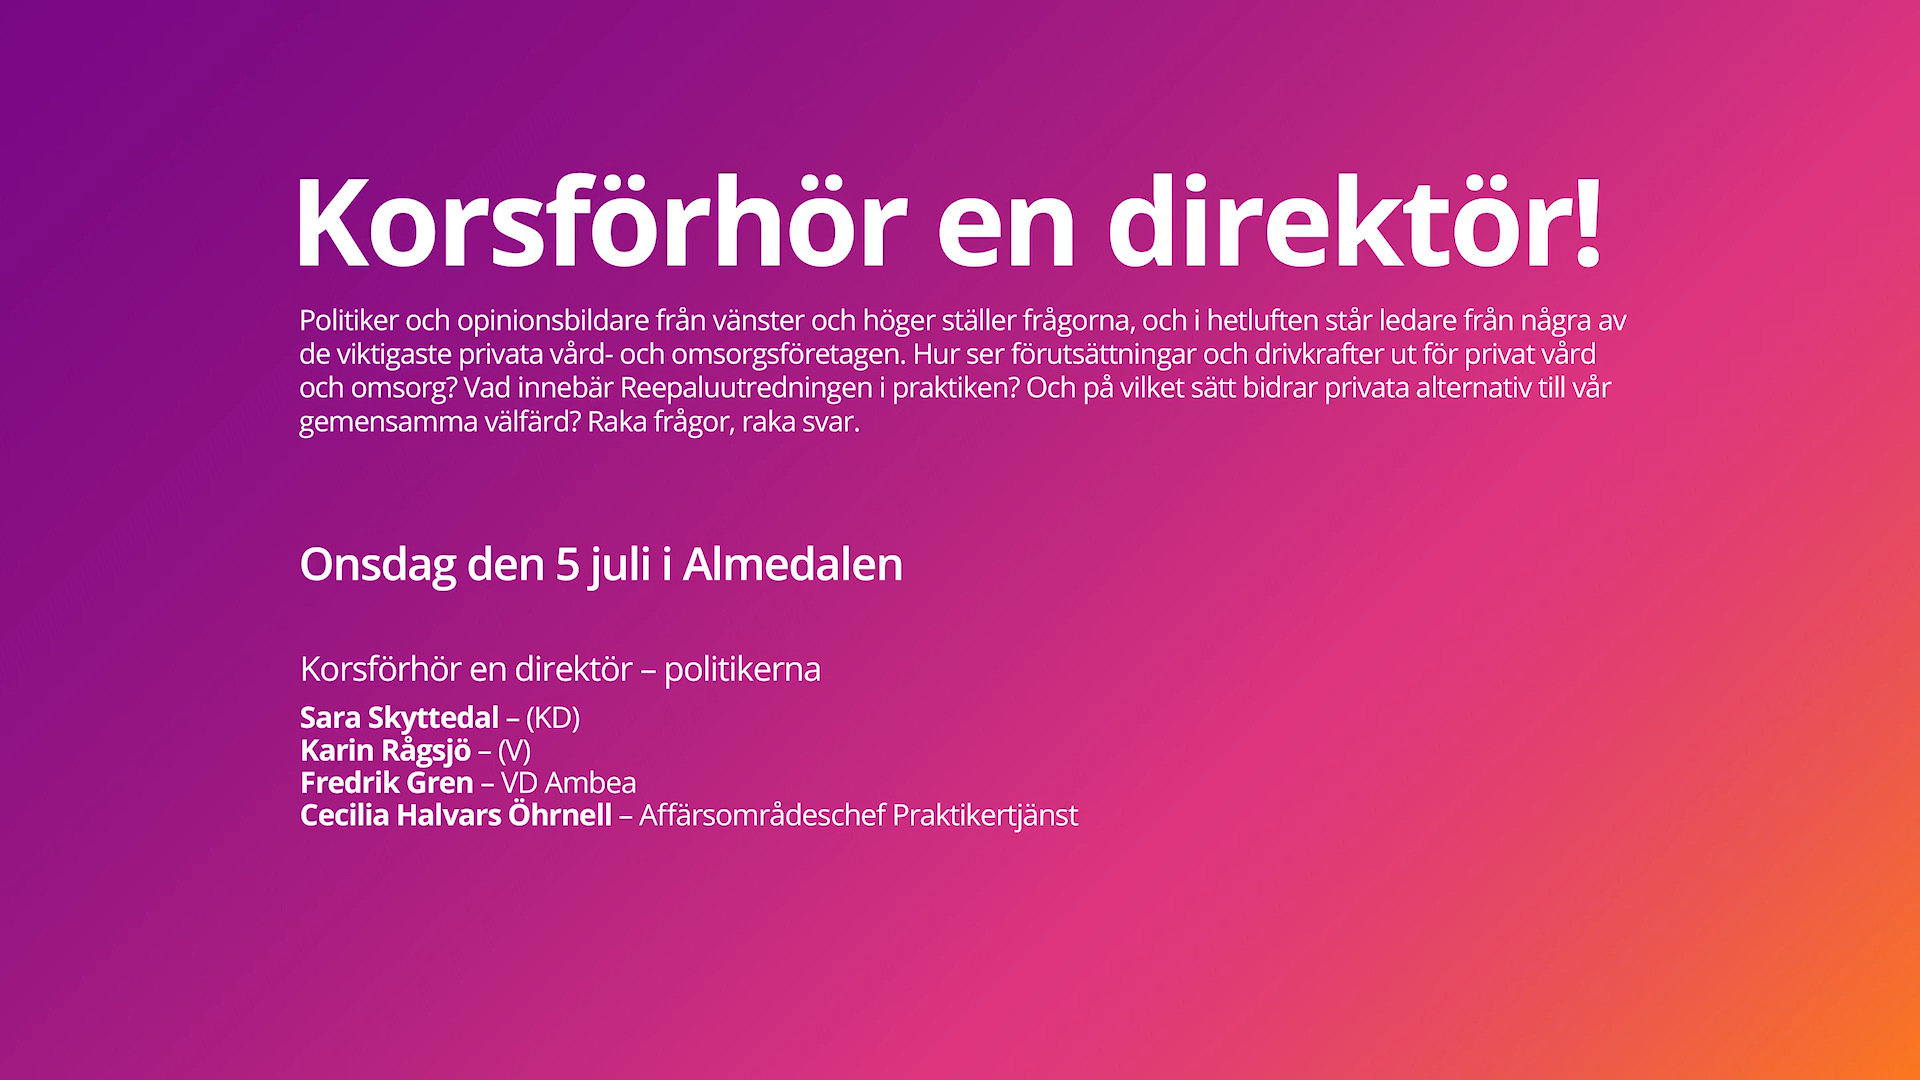 Korsförhör en direktör!
Politiker och opinionsbildare från vänster och höger ställer frågorna, och i hetluften står ledare från några av
de viktigaste privata vård- och omsorgsföretagen. Hur ser förutsättningar och drivkrafter ut för privat vård
och omsorg? Vad innebär Reepaluutredningen i praktiken? Och på vilket sätt bidrar privata alternativ till vår
gemensamma välfärd? Raka frågor, raka svar.
Onsdag den 5 juli i Almedalen
Korsförhör en direktör – politikerna
Sara Skyttedal – (KD)
Karin Rågsjö – (V)
Fredrik Gren – VD Ambea
Cecilia Halvars Öhrnell – Affärsområdeschef Praktikertjänst